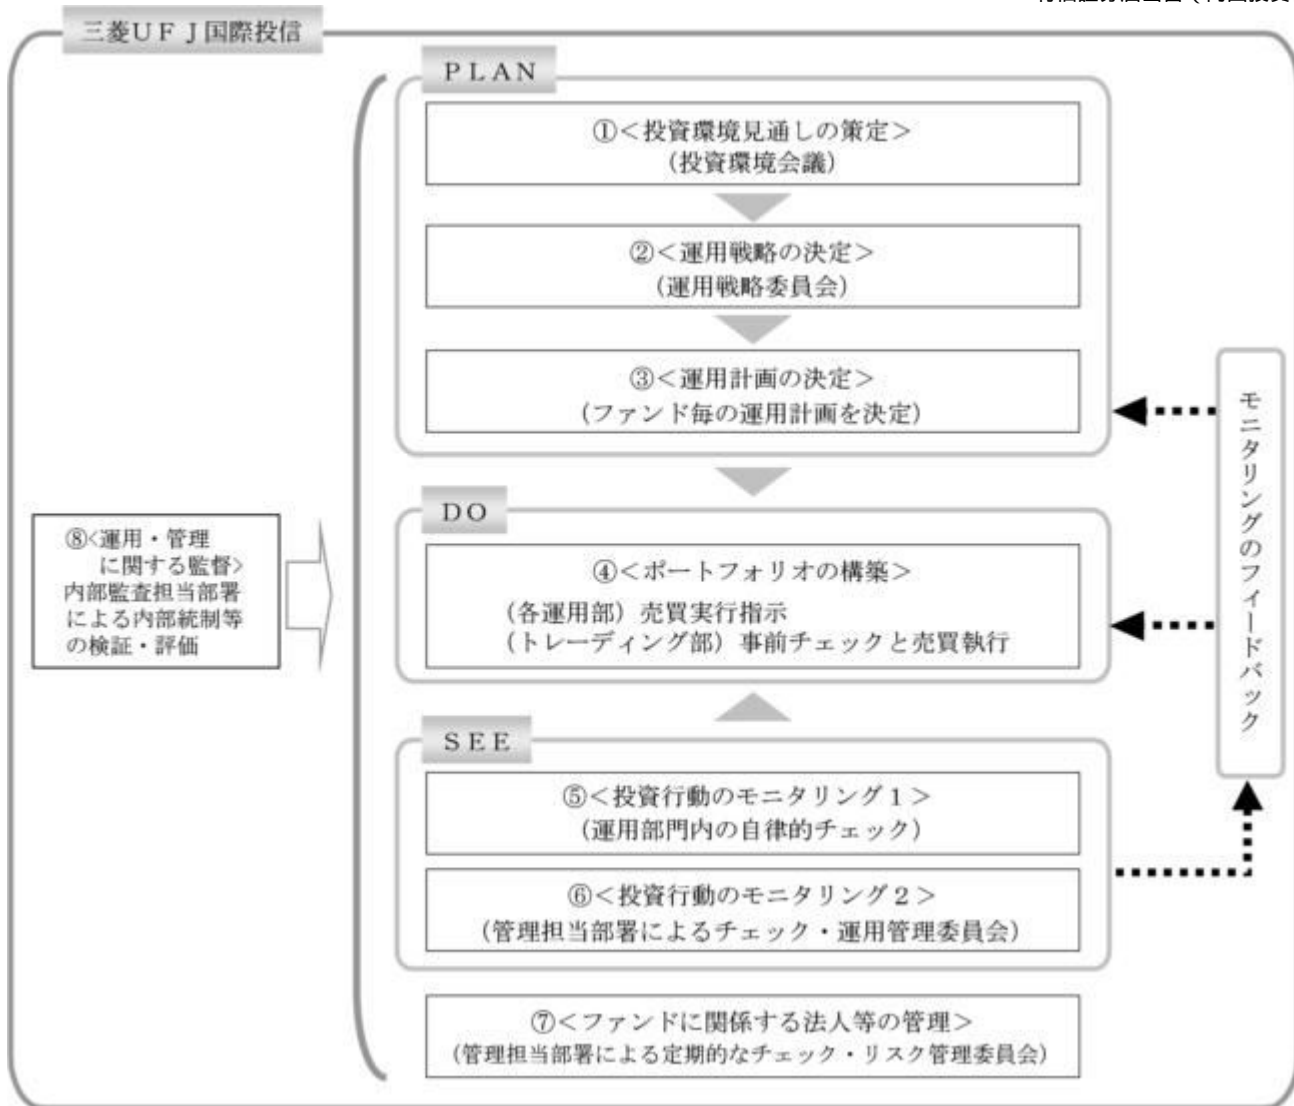 三菱ＵＦＪ国際投信
ＰＬＡＮ
①＜投資環境見通しの策定＞
（投資環境会議）
②＜運用戦略の決定＞
（運用戦略委員会）
③＜運用計画の決定＞
（ファンド毎の運用計画を決定）
ＤＯ
④＜ポートフォリオの構築＞
（各運用部）売買実行指示
（トレーディング部）事前チェックと売買執行
ＳＥＥ
⑤＜投資行動のモニタリング１＞
（運用部門内の自律的チェック）
⑥＜投資行動のモニタリング２＞
（管理担当部署によるチェック・運用管理委員会）
⑦＜ファンドに関係する法人等の管理＞
（管理担当部署による定期的なチェック・リスク管理委員会）
⑧<運用・管理
に関する監督>
内部監査担当部署
による内部統制等
の検証・評価
モニタリングのフィードバック